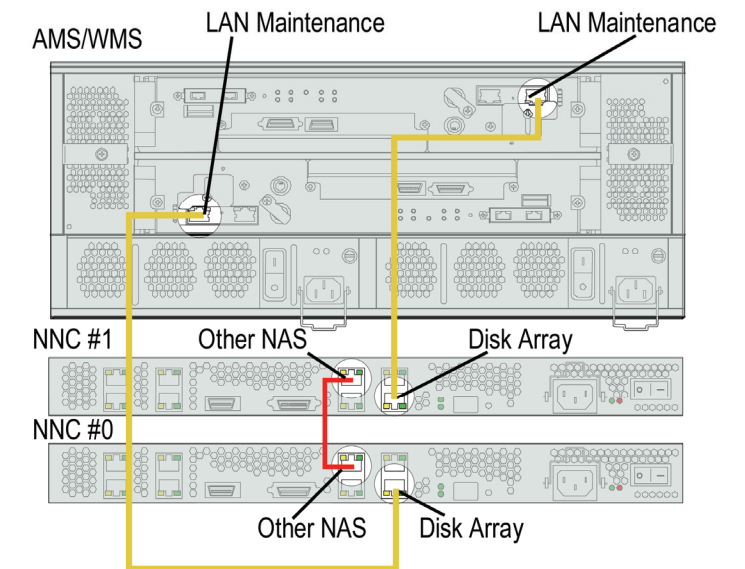 LAN Maintenance
LAN Maintenance
AMS/WMS
NNC #1
Other NAS
Disk Array
NNC #0
Other NAS
Disk Array